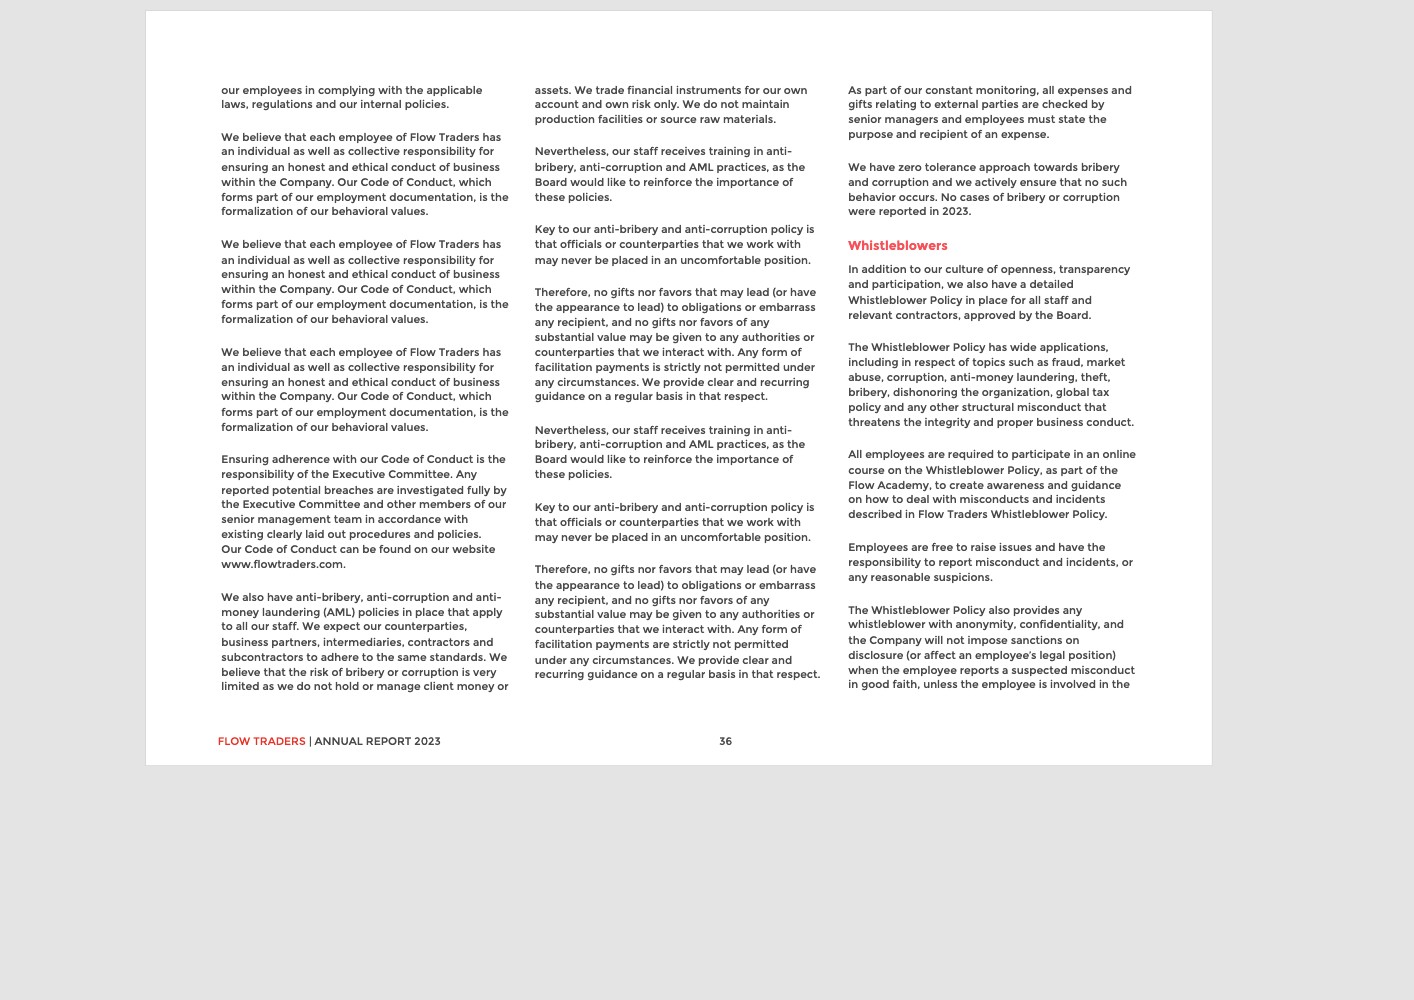 our employees in complying with the applicable
laws, regulations and our internal policies.
We believe that each employee of Flow Traders has
an individual as well as collective responsibility for
ensuring an honest and ethical conduct of business
within the Company. Our Code of Conduct, which
forms part of our employment documentation, is the
formalization of our behavioral values.
We believe that each employee of Flow Traders has
an individual as well as collective responsibility for
ensuring an honest and ethical conduct of business
within the Company. Our Code of Conduct, which
forms part of our employment documentation, is the
formalization of our behavioral values.
We believe that each employee of Flow Traders has
an individual as well as collective responsibility for
ensuring an honest and ethical conduct of business
within the Company. Our Code of Conduct, which
forms part of our employment documentation, is the
formalization of our behavioral values.
Ensuring adherence with our Code of Conduct is the
responsibility of the Executive Committee. Any
reported potential breaches are investigated fully by
the Executive Committee and other members of our
senior management team in accordance with
existing clearly laid out procedures and policies.
Our Code of Conduct can be found on our website
www.flowtraders.com.
We also have anti-bribery, anti-corruption and anti-
money laundering (AML) policies in place that apply
to all our staff. We expect our counterparties,
business partners, intermediaries, contractors and
subcontractors to adhere to the same standards. We
believe that the risk of bribery or corruption is very
limited as we do not hold or manage client money or
assets. We trade financial instruments for our own
account and own risk only. We do not maintain
production facilities or source raw materials.
Nevertheless, our staff receives training in anti-
bribery, anti-corruption and AML practices, as the
Board would like to reinforce the importance of
these policies.
Key to our anti-bribery and anti-corruption policy is
that officials or counterparties that we work with
may never be placed in an uncomfortable position.
Therefore, no gifts nor favors that may lead (or have
the appearance to lead) to obligations or embarrass
any recipient, and no gifts nor favors of any
substantial value may be given to any authorities or
counterparties that we interact with. Any form of
facilitation payments is strictly not permitted under
any circumstances. We provide clear and recurring
guidance on a regular basis in that respect.
Nevertheless, our staff receives training in anti-
bribery, anti-corruption and AML practices, as the
Board would like to reinforce the importance of
these policies.
Key to our anti-bribery and anti-corruption policy is
that officials or counterparties that we work with
may never be placed in an uncomfortable position.
Therefore, no gifts nor favors that may lead (or have
the appearance to lead) to obligations or embarrass
any recipient, and no gifts nor favors of any
substantial value may be given to any authorities or
counterparties that we interact with. Any form of
facilitation payments are strictly not permitted
under any circumstances. We provide clear and
recurring guidance on a regular basis in that respect.
As part of our constant monitoring, all expenses and
gifts relating to external parties are checked by
senior managers and employees must state the
purpose and recipient of an expense.
We have zero tolerance approach towards bribery
and corruption and we actively ensure that no such
behavior occurs. No cases of bribery or corruption
were reported in 2023.
Whistleblowers
In addition to our culture of openness, transparency
and participation, we also have a detailed
Whistleblower Policy in place for all staff and
relevant contractors, approved by the Board.
The Whistleblower Policy has wide applications,
including in respect of topics such as fraud, market
abuse, corruption, anti-money laundering, theft,
bribery, dishonoring the organization, global tax
policy and any other structural misconduct that
threatens the integrity and proper business conduct.
All employees are required to participate in an online
course on the Whistleblower Policy, as part of the
Flow Academy, to create awareness and guidance
on how to deal with misconducts and incidents
described in Flow Traders Whistleblower Policy.
Employees are free to raise issues and have the
responsibility to report misconduct and incidents, or
any reasonable suspicions.
The Whistleblower Policy also provides any
whistleblower with anonymity, confidentiality, and
the Company will not impose sanctions on
disclosure (or affect an employee's legal position)
when the employee reports a suspected misconduct
in good faith, unless the employee is involved in the
FLOW TRADERS | ANNUAL REPORT 2023
36